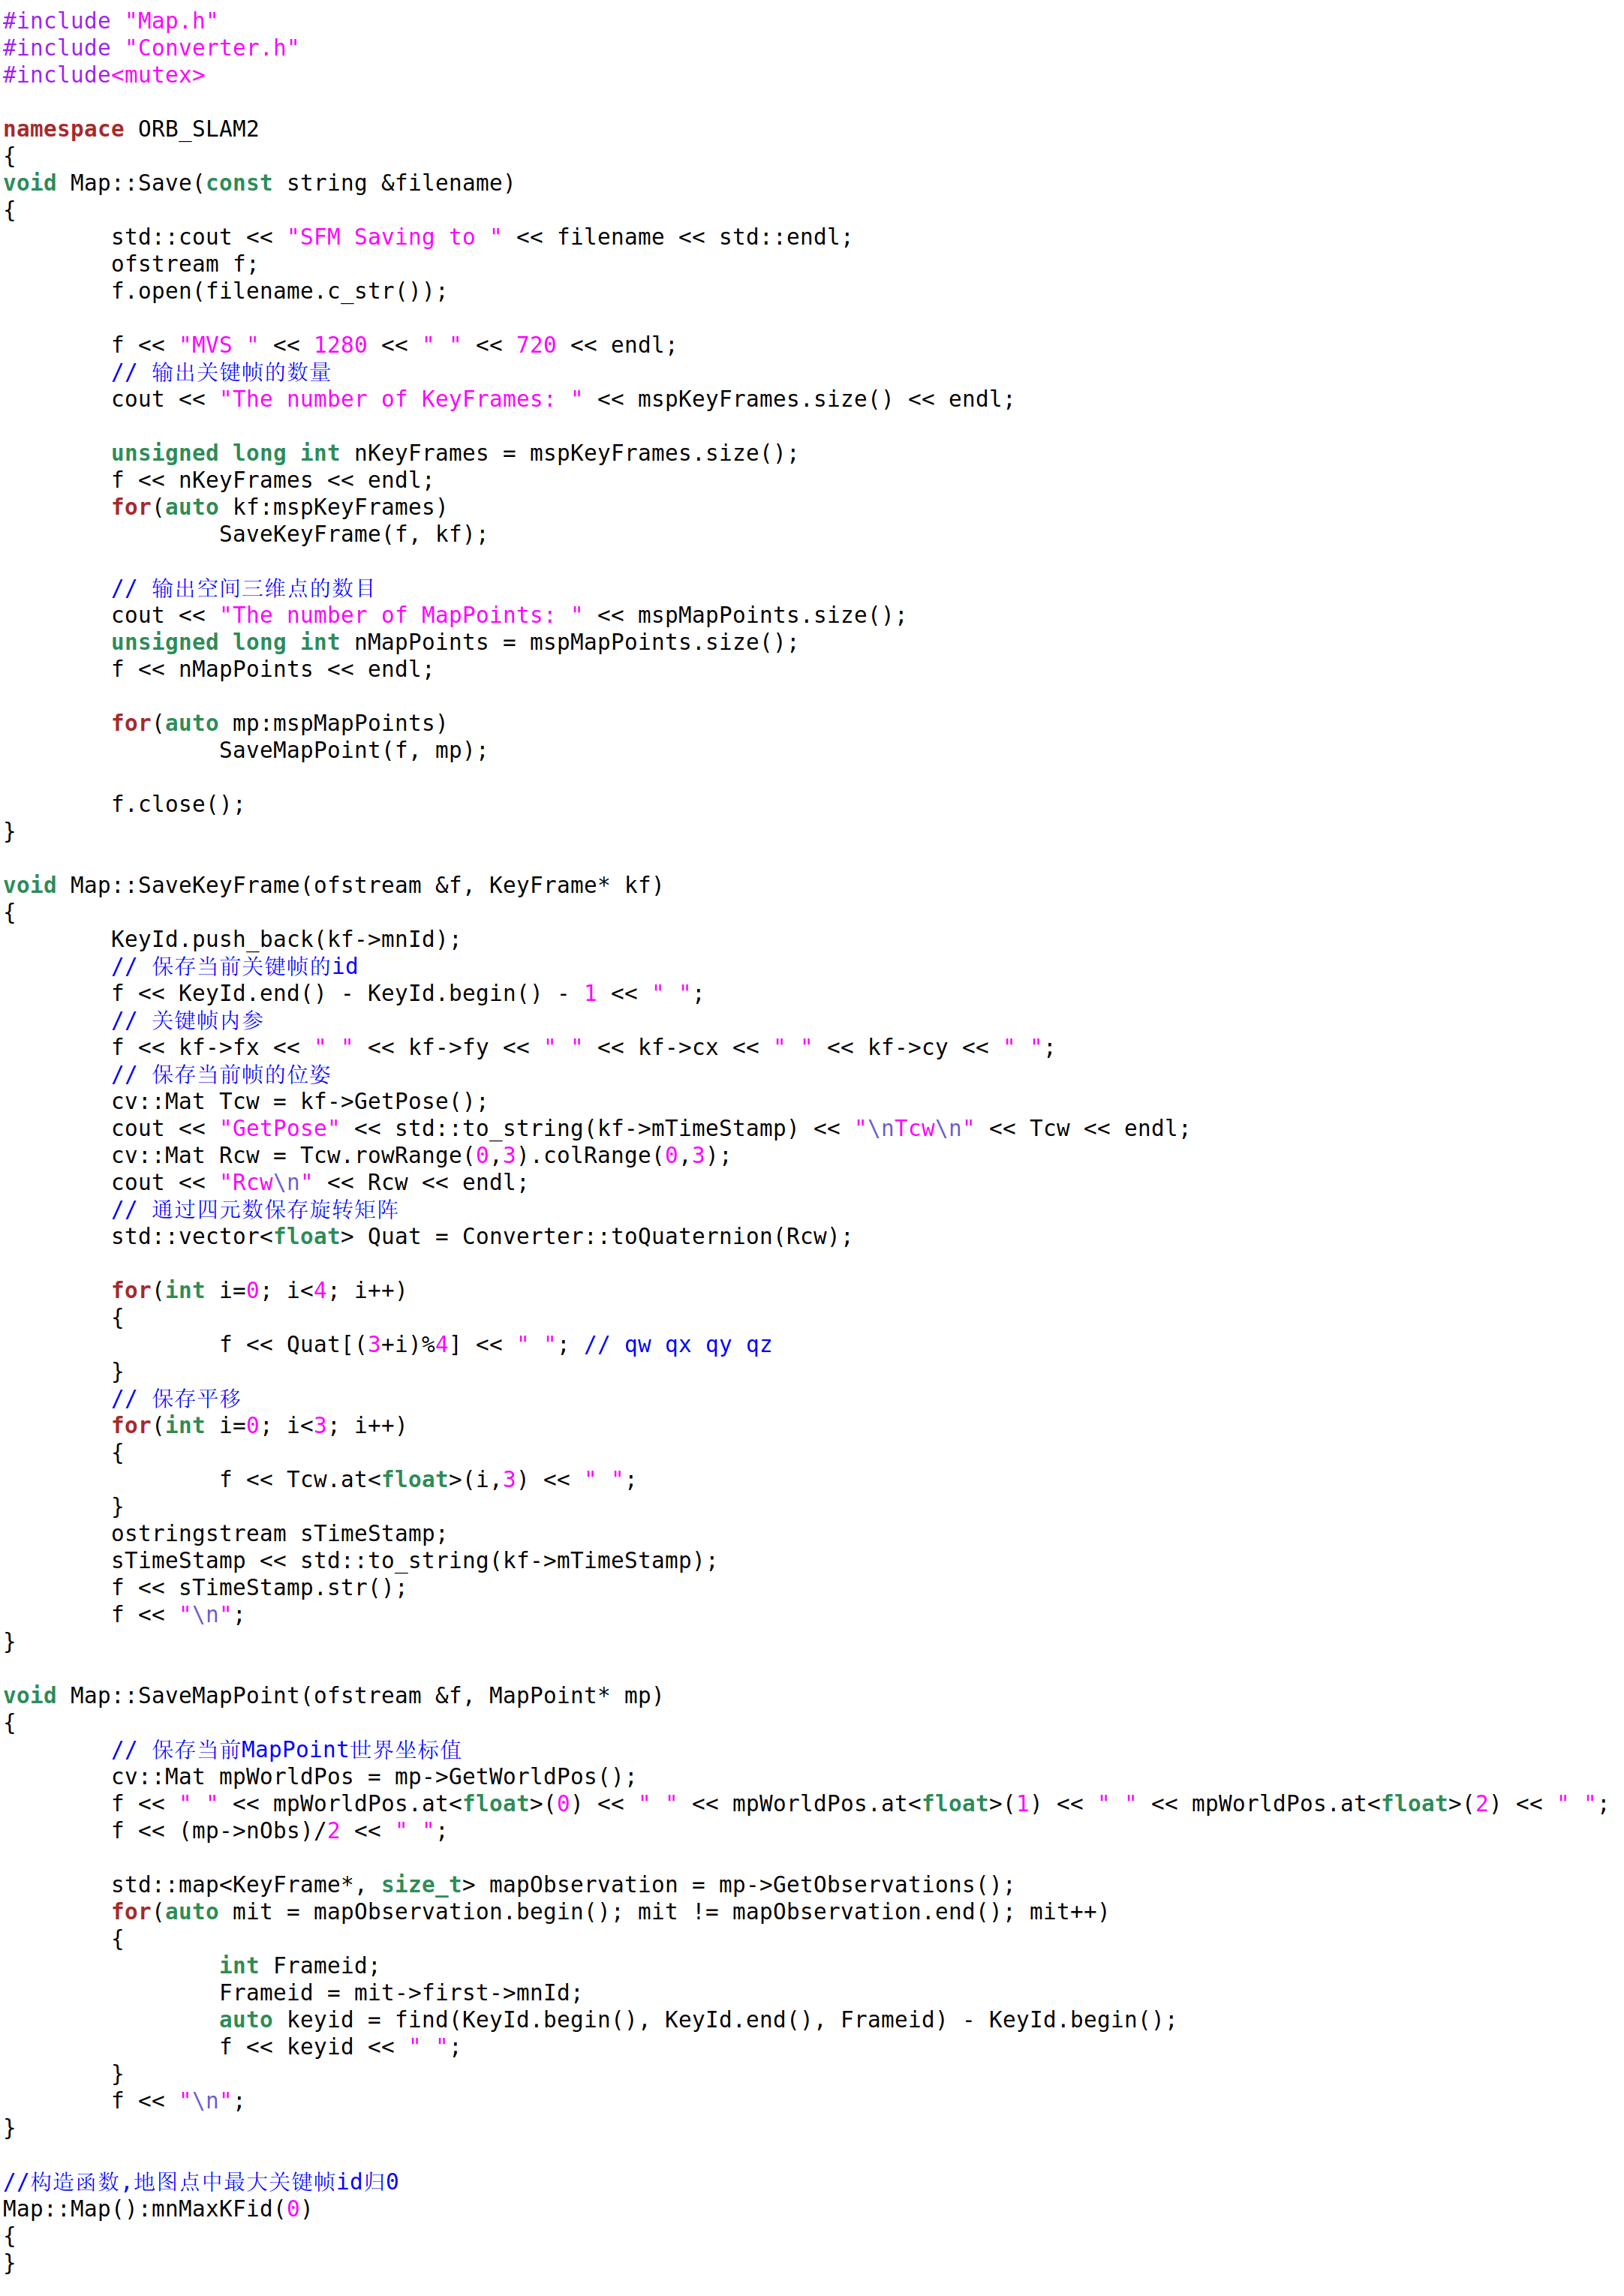 #include "Map.h"
#include "Converter.h"
#include<mutex>

namespace ORB_SLAM2
{
void Map::Save(const string &filename)
{
        std::cout << "SFM Saving to " << filename << std::endl;
        ofstream f;
        f.open(filename.c_str());

        f << "MVS " << 1280 << " " << 720 << endl;
        // 输出关键帧的数量
        cout << "The number of KeyFrames: " << mspKeyFrames.size() << endl;

        unsigned long int nKeyFrames = mspKeyFrames.size();
        f << nKeyFrames << endl;
        for(auto kf:mspKeyFrames)
                SaveKeyFrame(f, kf);

        // 输出空间三维点的数目
        cout << "The number of MapPoints: " << mspMapPoints.size();
        unsigned long int nMapPoints = mspMapPoints.size();
        f << nMapPoints << endl;

        for(auto mp:mspMapPoints)
                SaveMapPoint(f, mp);

        f.close();
}

void Map::SaveKeyFrame(ofstream &f, KeyFrame* kf)
{
        KeyId.push_back(kf->mnId);
        // 保存当前关键帧的id
        f << KeyId.end() - KeyId.begin() - 1 << " ";
        // 关键帧内参
        f << kf->fx << " " << kf->fy << " " << kf->cx << " " << kf->cy << " ";
        // 保存当前帧的位姿
        cv::Mat Tcw = kf->GetPose();
        cout << "GetPose" << std::to_string(kf->mTimeStamp) << "\nTcw\n" << Tcw << endl;
        cv::Mat Rcw = Tcw.rowRange(0,3).colRange(0,3);
        cout << "Rcw\n" << Rcw << endl;
        // 通过四元数保存旋转矩阵
        std::vector<float> Quat = Converter::toQuaternion(Rcw);

        for(int i=0; i<4; i++)
        {
                f << Quat[(3+i)%4] << " "; // qw qx qy qz
        }
        // 保存平移
        for(int i=0; i<3; i++)
        {
                f << Tcw.at<float>(i,3) << " ";
        }
        ostringstream sTimeStamp;
        sTimeStamp << std::to_string(kf->mTimeStamp);
        f << sTimeStamp.str();
        f << "\n";
}

void Map::SaveMapPoint(ofstream &f, MapPoint* mp)
{
        // 保存当前MapPoint世界坐标值
        cv::Mat mpWorldPos = mp->GetWorldPos();
        f << " " << mpWorldPos.at<float>(0) << " " << mpWorldPos.at<float>(1) << " " << mpWorldPos.at<float>(2) << " ";
        f << (mp->nObs)/2 << " ";

        std::map<KeyFrame*, size_t> mapObservation = mp->GetObservations();
        for(auto mit = mapObservation.begin(); mit != mapObservation.end(); mit++)
        {
                int Frameid;
                Frameid = mit->first->mnId;
                auto keyid = find(KeyId.begin(), KeyId.end(), Frameid) - KeyId.begin();
                f << keyid << " ";
        }
        f << "\n";
}

//构造函数,地图点中最大关键帧id归0
Map::Map():mnMaxKFid(0)
{
}